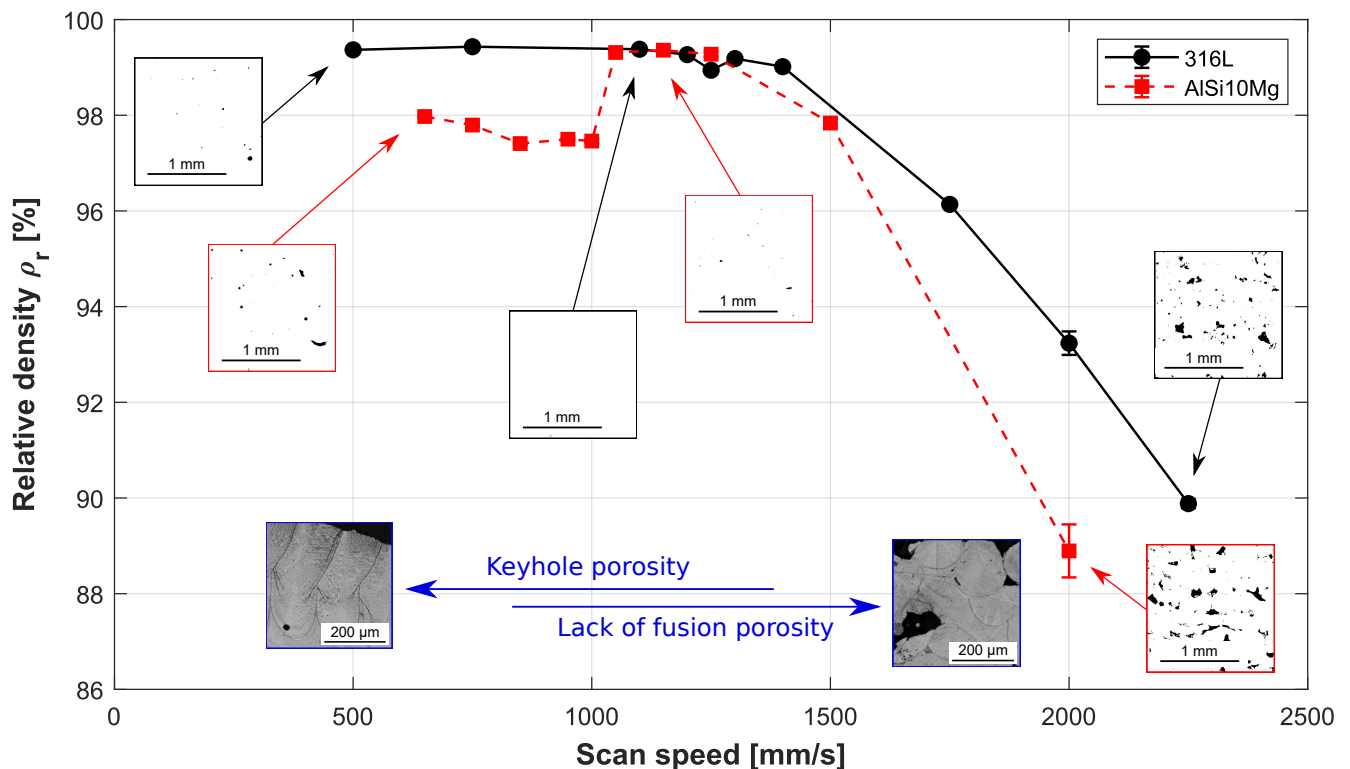 100
98
96
94
92
90
88
86
Relative density ρr [%]
316L
AlSi10Mg
1 mm
1 mm
1 mm
1 mm
1 mm
1 mm
Keyhole porosity
Lack of fusion porosity
200 µm
200 µm
0
500
1000
1500
2000
2500
Scan speed [mm/s]